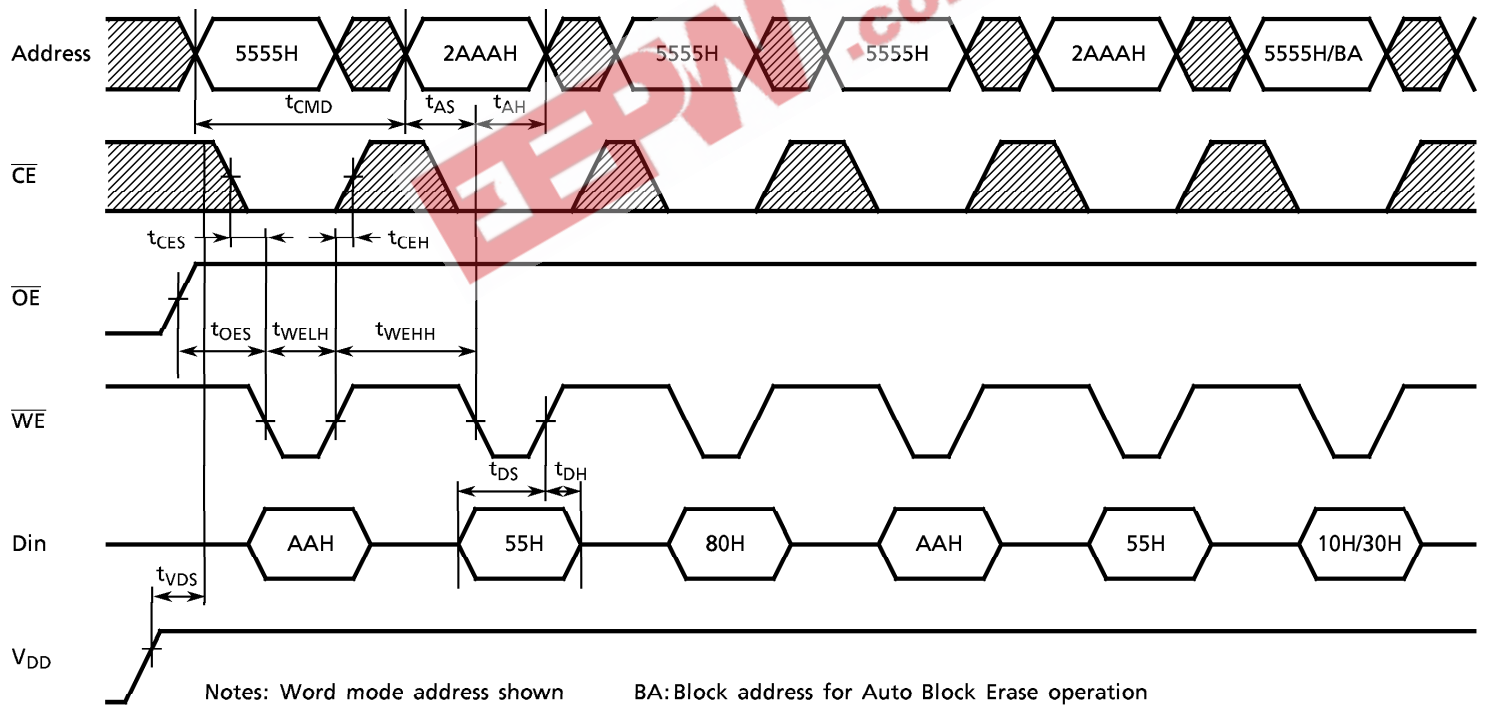 Address 5555H 2AAAH 5555H 5555H 2AAAH 5555H/BA
tCMD tAS tAH
CE
tCES tCEH
OE
tOES tWELH tWEHH
WE
tDS tDH
Din AAH 55H 80H AAH 55H 10H/30H
tVDS
VDD
Notes: Word mode address shown BA: Block address for Auto Block Erase operation
EEPW.co